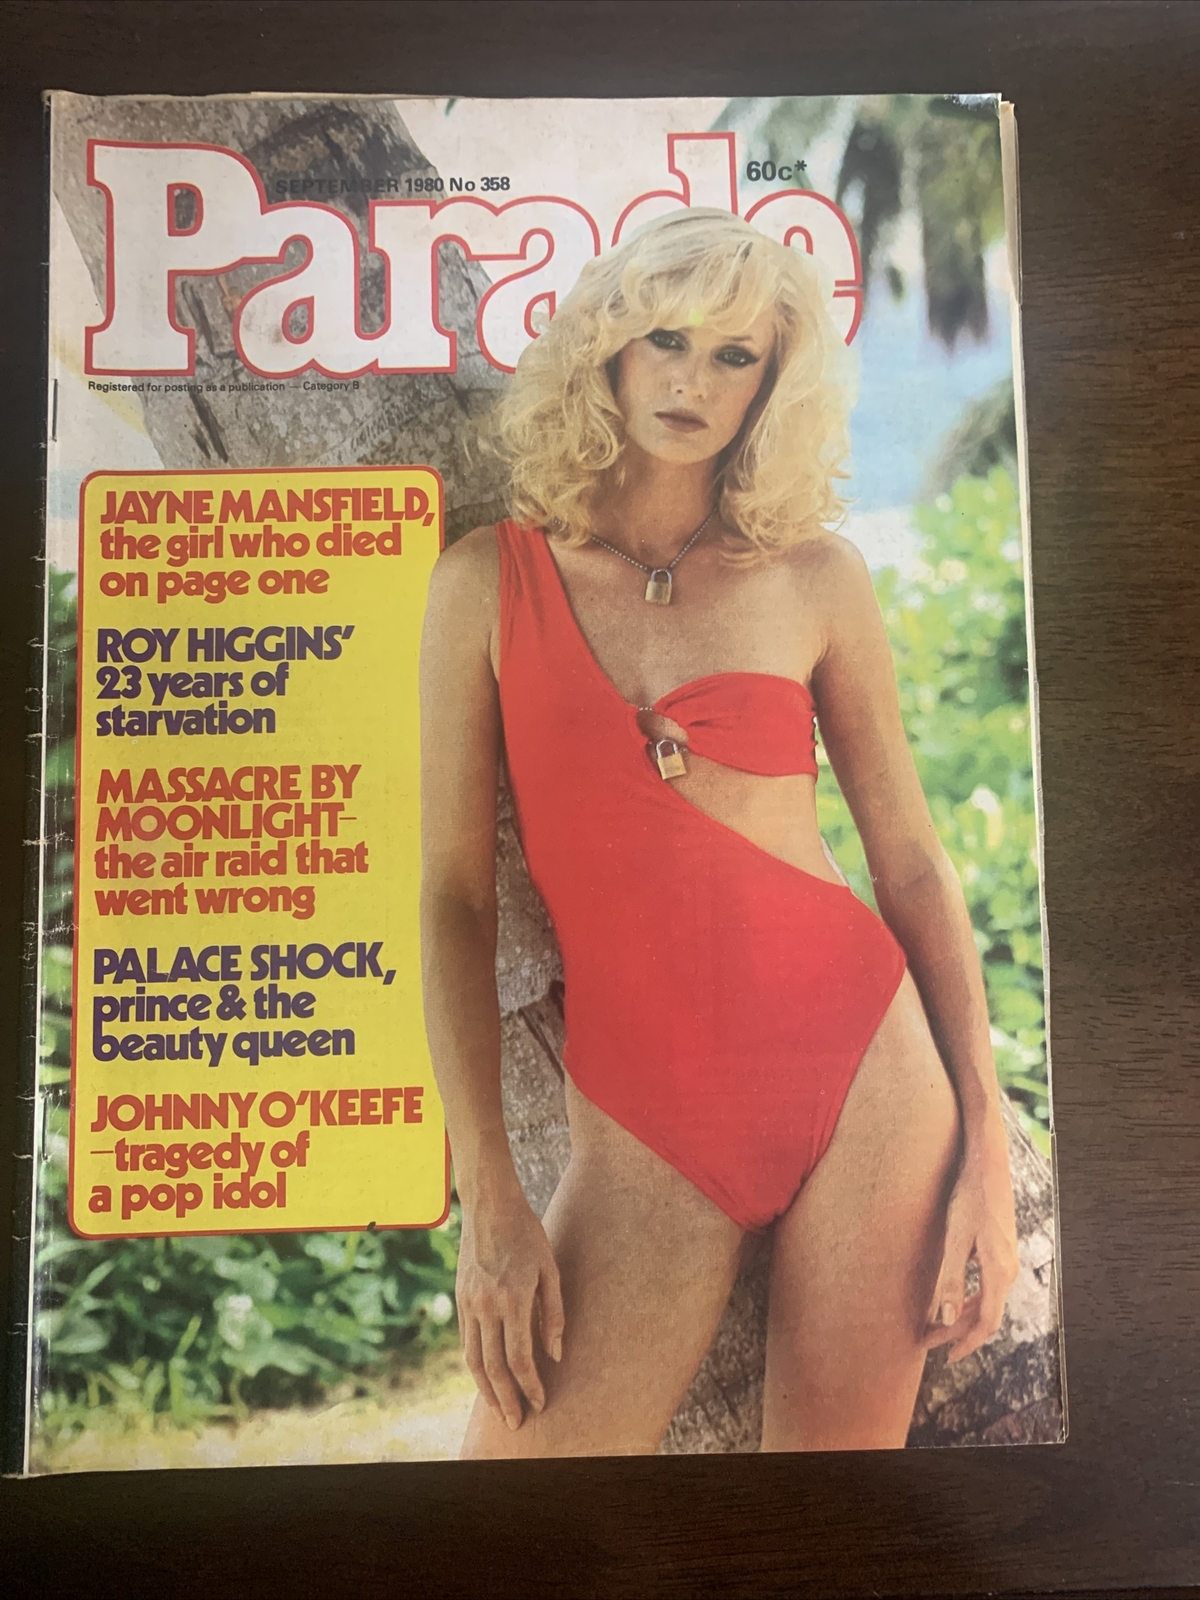 SEPTEMBER 1980 No 358
60c*
Parade
Registered for posting as a publication — Category B
JAYNE MANSFIELD,
the girl who died
on page one
ROY HIGGINS'
23 years of
starvation
MASSACRE BY
MOONLIGHT–
the air raid that
went wrong
PALACE SHOCK,
prince & the
beauty queen
JOHNNY O'KEEFE
–tragedy of
a pop idol